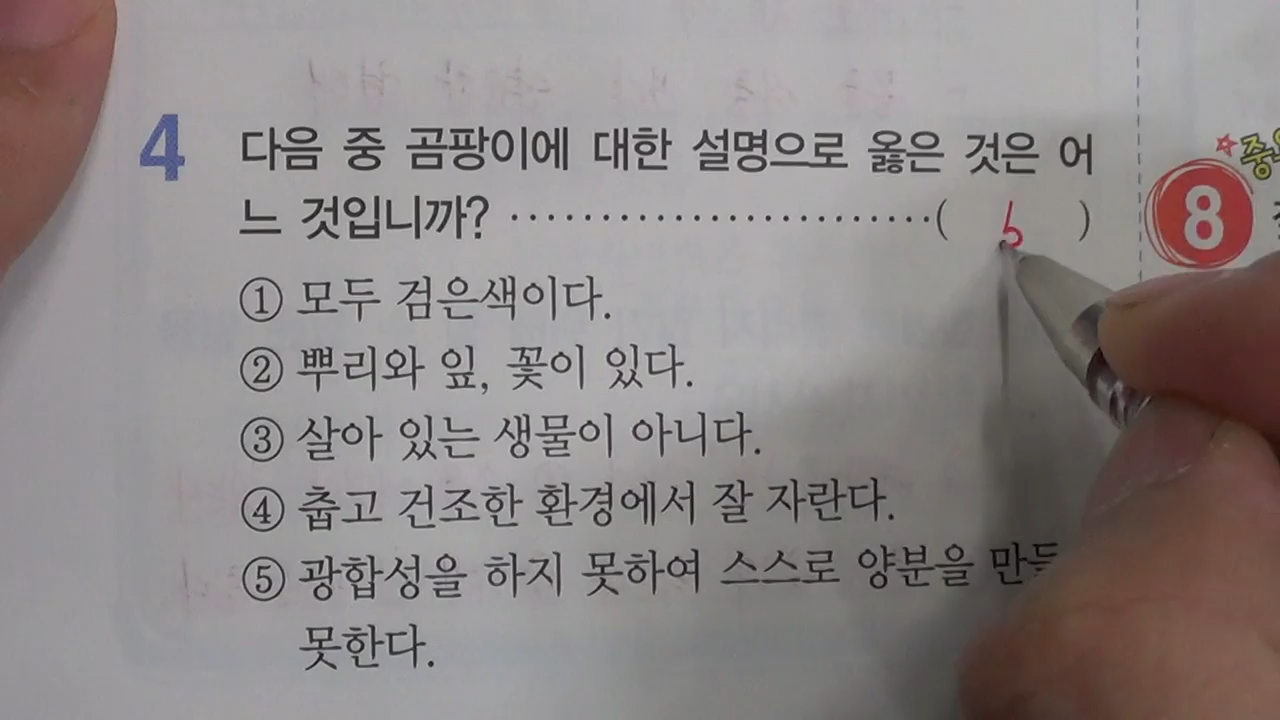 4 다음 중 곰팡이에 대한 설명으로 옳은 것은 어
느 것입니까? ························( 6 )
① 모두 검은색이다.
② 뿌리와 잎, 꽃이 있다.
③ 살아 있는 생물이 아니다.
④ 춥고 건조한 환경에서 잘 자란다.
⑤ 광합성을 하지 못하여 스스로 양분을
못한다.
8